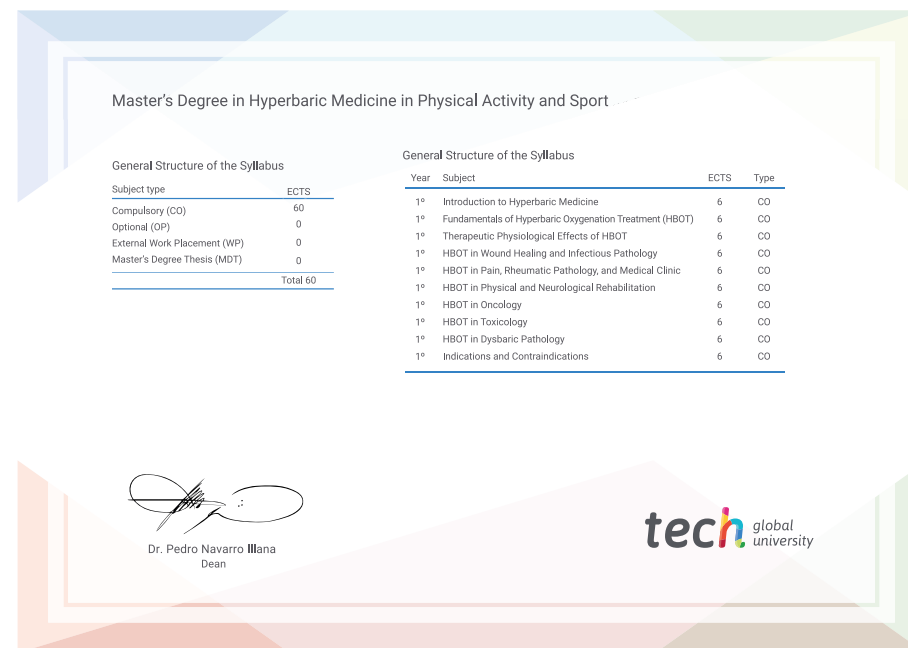 Master's Degree in Hyperbaric Medicine in Physical Activity and Sport
General Structure of the Syllabus
Subject type ECTS
Compulsory (CO) 60
Optional (OP) 0
External Work Placement (WP) 0
Master's Degree Thesis (MDT) 0
Total 60
General Structure of the Syllabus
Year Subject ECTS Type
1º Introduction to Hyperbaric Medicine 6 CO
1º Fundamentals of Hyperbaric Oxygenation Treatment (HBOT) 6 CO
1º Therapeutic Physiological Effects of HBOT 6 CO
1º HBOT in Wound Healing and Infectious Pathology 6 CO
1º HBOT in Pain, Rheumatic Pathology, and Medical Clinic 6 CO
1º HBOT in Physical and Neurological Rehabilitation 6 CO
1º HBOT in Oncology 6 CO
1º HBOT in Toxicology 6 CO
1º HBOT in Dysbaric Pathology 6 CO
1º Indications and Contraindications 6 CO
Dr. Pedro Navarro Illana
Dean
tech global
university